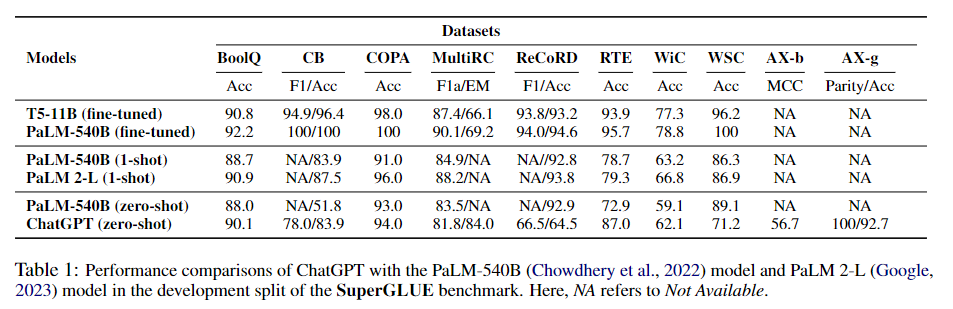 Datasets
Models
BoolQ CB COPA MultiRC ReCoRD RTE WiC WSC AX-b AX-g
Acc F1/Acc Acc F1a/EM F1/Acc Acc Acc Acc MCC Parity/Acc
T5-11B (fine-tuned) 90.8 94.9/96.4 98.0 87.4/66.1 93.8/93.2 93.9 77.3 96.2 NA NA
PaLM-540B (fine-tuned) 92.2 100/100 100 90.1/69.2 94.0/94.6 95.7 78.8 100 NA NA
PaLM-540B (1-shot) 88.7 NA/83.9 91.0 84.9/NA NA//92.8 78.7 63.2 86.3 NA NA
PaLM 2-L (1-shot) 90.9 NA/87.5 96.0 88.2/NA NA/93.8 79.3 66.8 86.9 NA NA
PaLM-540B (zero-shot) 88.0 NA/51.8 93.0 83.5/NA NA/92.9 72.9 59.1 89.1 NA NA
ChatGPT (zero-shot) 90.1 78.0/83.9 94.0 81.8/84.0 66.5/64.5 87.0 62.1 71.2 56.7 100/92.7
Table 1: Performance comparisons of ChatGPT with the PaLM-540B (Chowdhery et al., 2022) model and PaLM 2-L (Google,
2023) model in the development split of the SuperGLUE benchmark. Here, NA refers to Not Available.